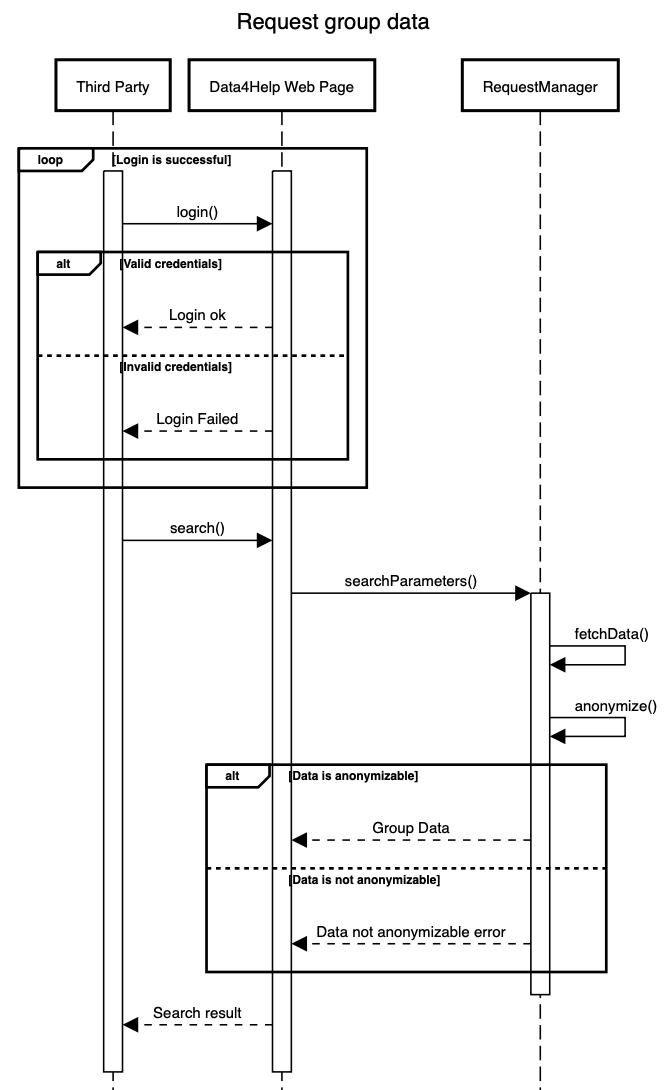 Request group data
Third Party
Data4Help Web Page
RequestManager
loop
[Login is successful]
login()
alt
[Valid credentials]
Login ok
[Invalid credentials]
Login Failed
search()
searchParameters()
fetchData()
anonymize()
alt
[Data is anonymizable]
Group Data
[Data is not anonymizable]
Data not anonymizable error
Search result